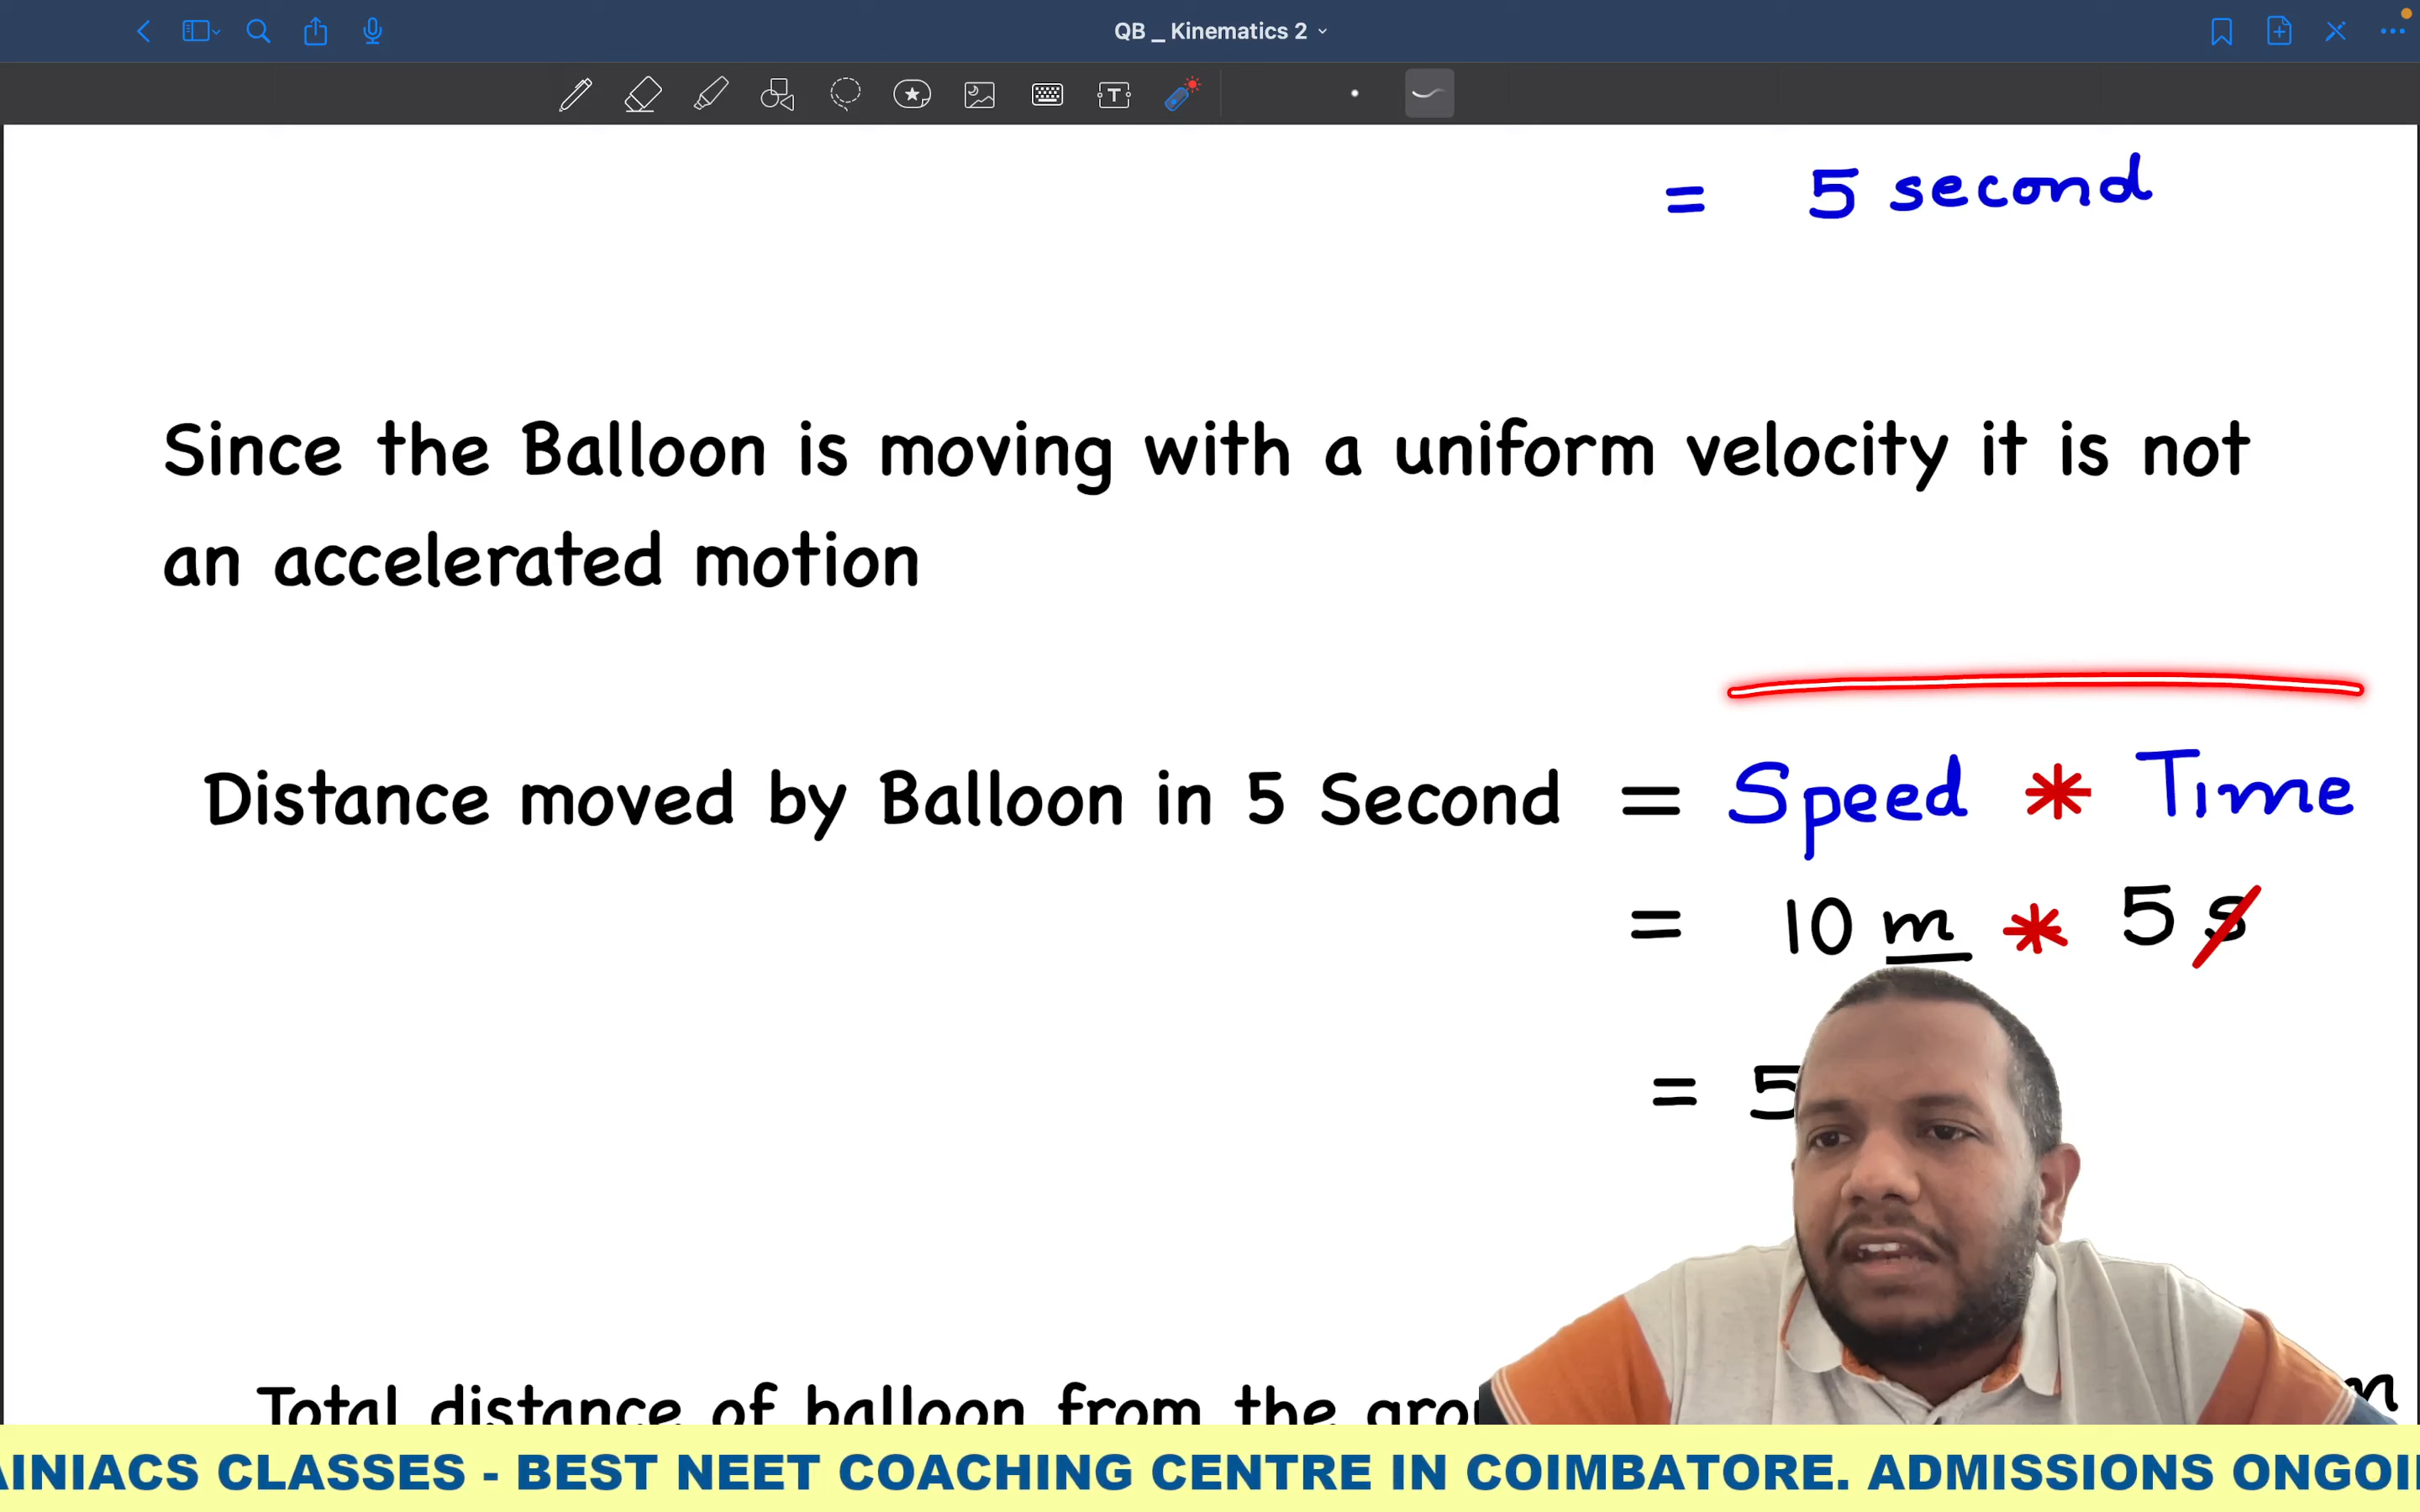 QB _ Kinematics 2
T
= 5 second
Since the Balloon is moving with a uniform velocity it is not
an accelerated motion
Distance moved by Balloon in 5 Second = Speed * Time
= 10 m * 5 s
= 5
Total distance of balloon from the
AINIACS CLASSES - BEST NEET COACHING CENTRE IN COIMBATORE. ADMISSIONS ONGOI